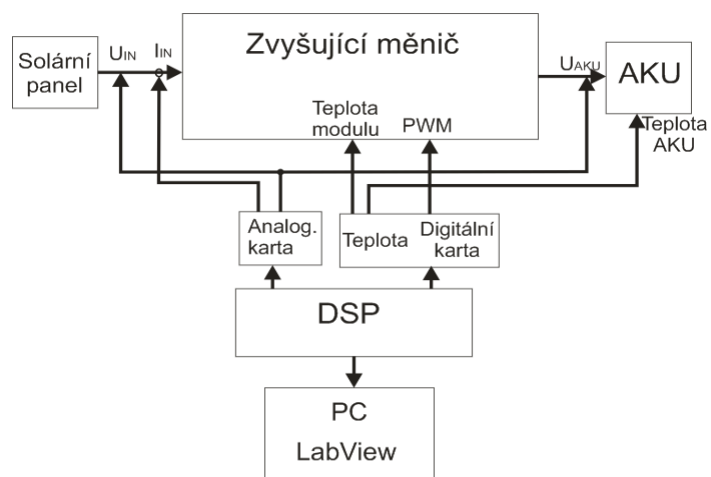 Solární
panel
UIN
IIN
Zvyšující měnič
Teplota
modulu
PWM
UAKU
AKU
Teplota
AKU
Analog.
karta
Teplota
Digitální
karta
DSP
PC
LabView